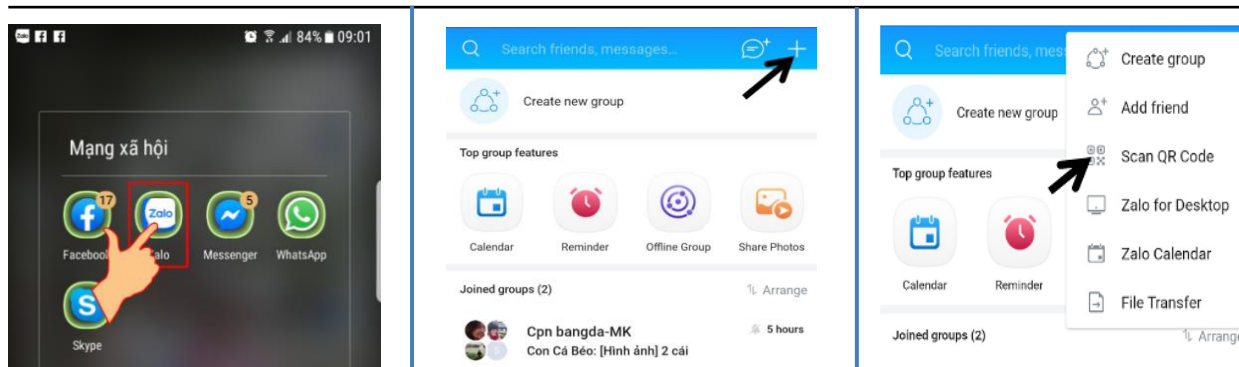 84% 09:01
Mạng xã hội
17
Zalo
5
Facebook
Zalo
Messenger
WhatsApp
S
Skype
Search friends, messages...
Create new group
Top group features
Calendar
Reminder
Offline Group
Share Photos
Joined groups (2)
Arrange
Cpn bangda-MK
5 hours
Con Cá Béo: [Hình ảnh] 2 cái
Search friends, mes
Create new group
Top group features
Calendar
Reminder
Joined groups (2)
Arrange
Create group
Add friend
Scan QR Code
Zalo for Desktop
Zalo Calendar
File Transfer